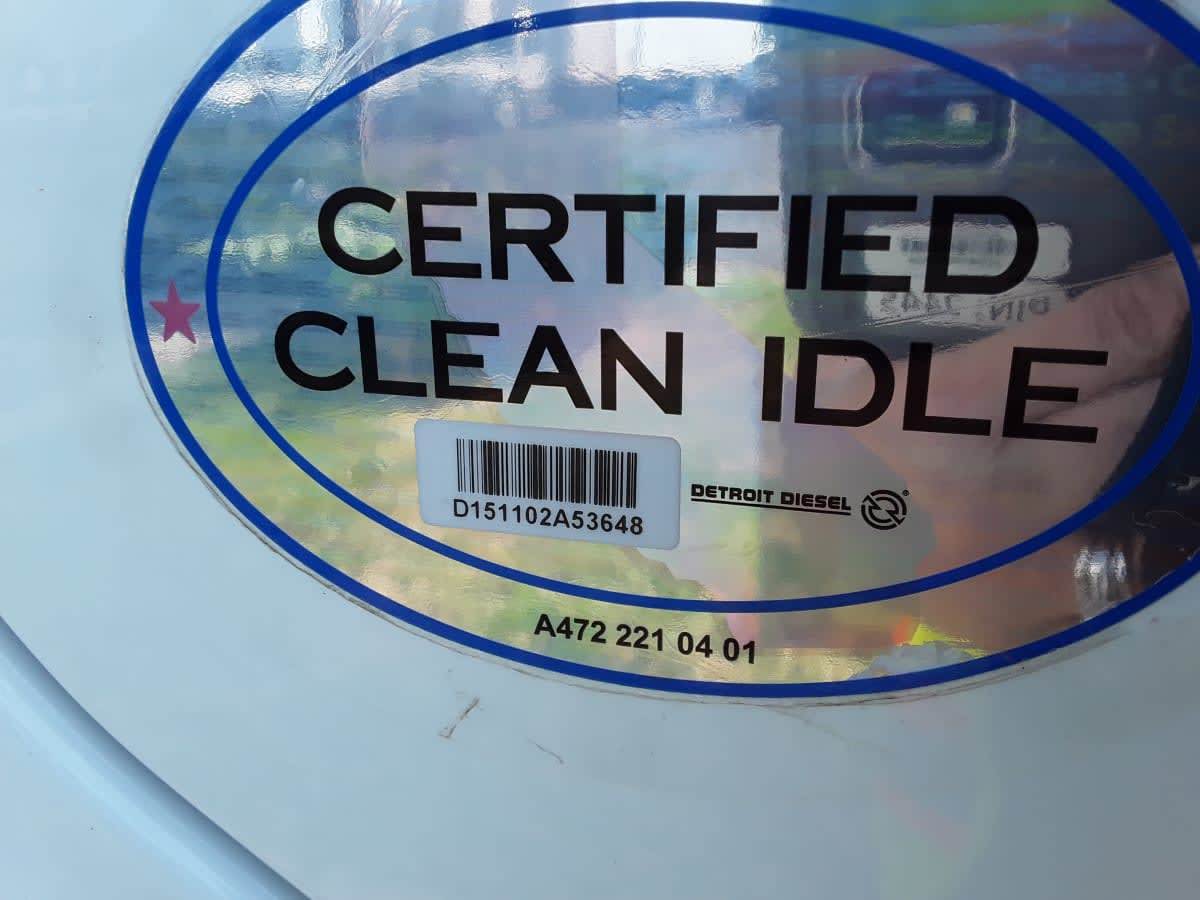 CERTIFIED
CLEAN IDLE
D151102A53648
DETROIT DIESEL ®
A472 221 04 01